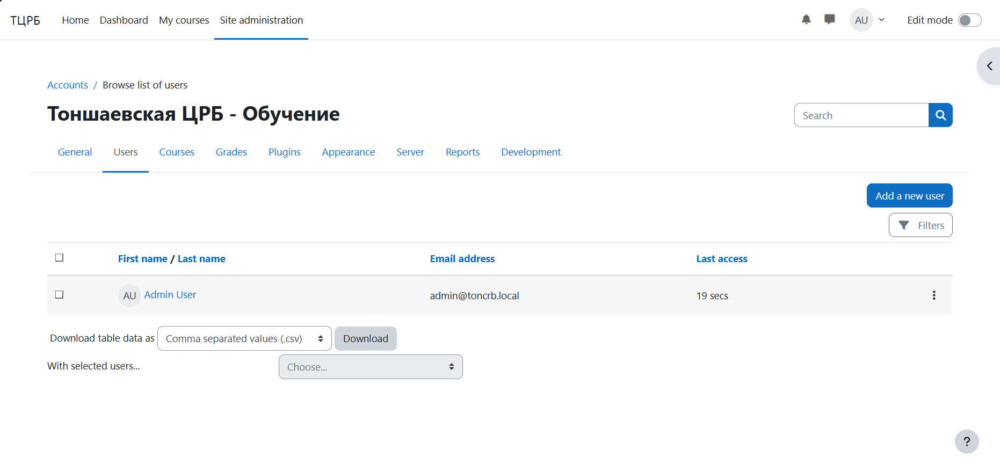 ТЦРБ Home Dashboard My courses Site administration AU Edit mode
Accounts / Browse list of users
Тоншаевская ЦРБ - Обучение
Search
General Users Courses Grades Plugins Appearance Server Reports Development
Add a new user
Filters
First name / Last name Email address Last access
AU Admin User admin@toncrb.local 19 secs
Download table data as Comma separated values (.csv) Download
With selected users... Choose...
?